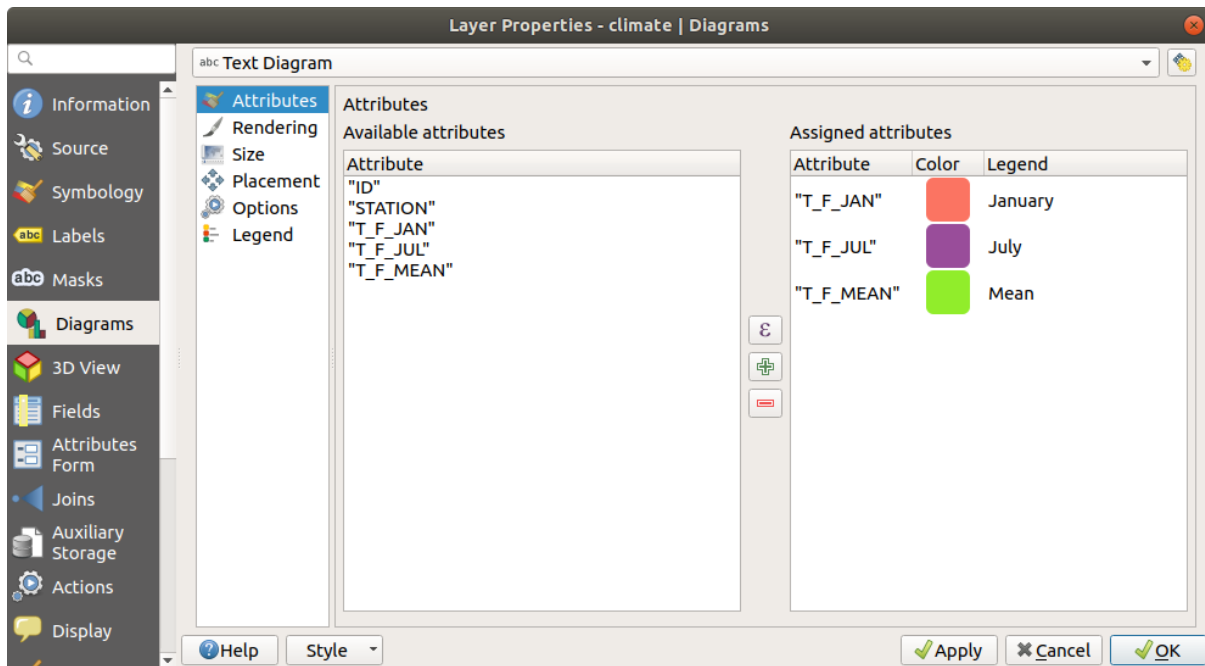 Layer Properties - climate | Diagrams
abc Text Diagram
Information
Source
Symbology
abc Labels
abc Masks
Diagrams
3D View
Fields
Attributes
Form
Joins
Auxiliary
Storage
Actions
Display
Attributes
Rendering
Size
Placement
Options
Legend
Attributes
Available attributes
Attribute
"ID"
"STATION"
"T_F_JAN"
"T_F_JUL"
"T_F_MEAN"
ε
Assigned attributes
Attribute Color Legend
"T_F_JAN" January
"T_F_JUL" July
"T_F_MEAN" Mean
Help Style Apply Cancel OK